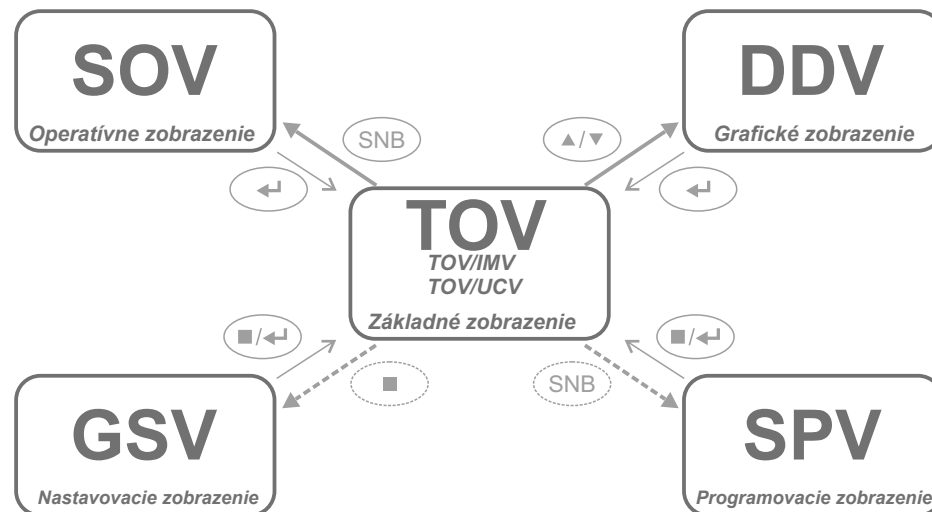 SOV
Operatívne zobrazenie
SNB
▲/▼
DDV
Grafické zobrazenie
TOV
TOV/IMV
TOV/UCV
Základné zobrazenie
■/↵
■
SNB
■/↵
GSV
Nastavovacie zobrazenie
SPV
Programovacie zobrazenie